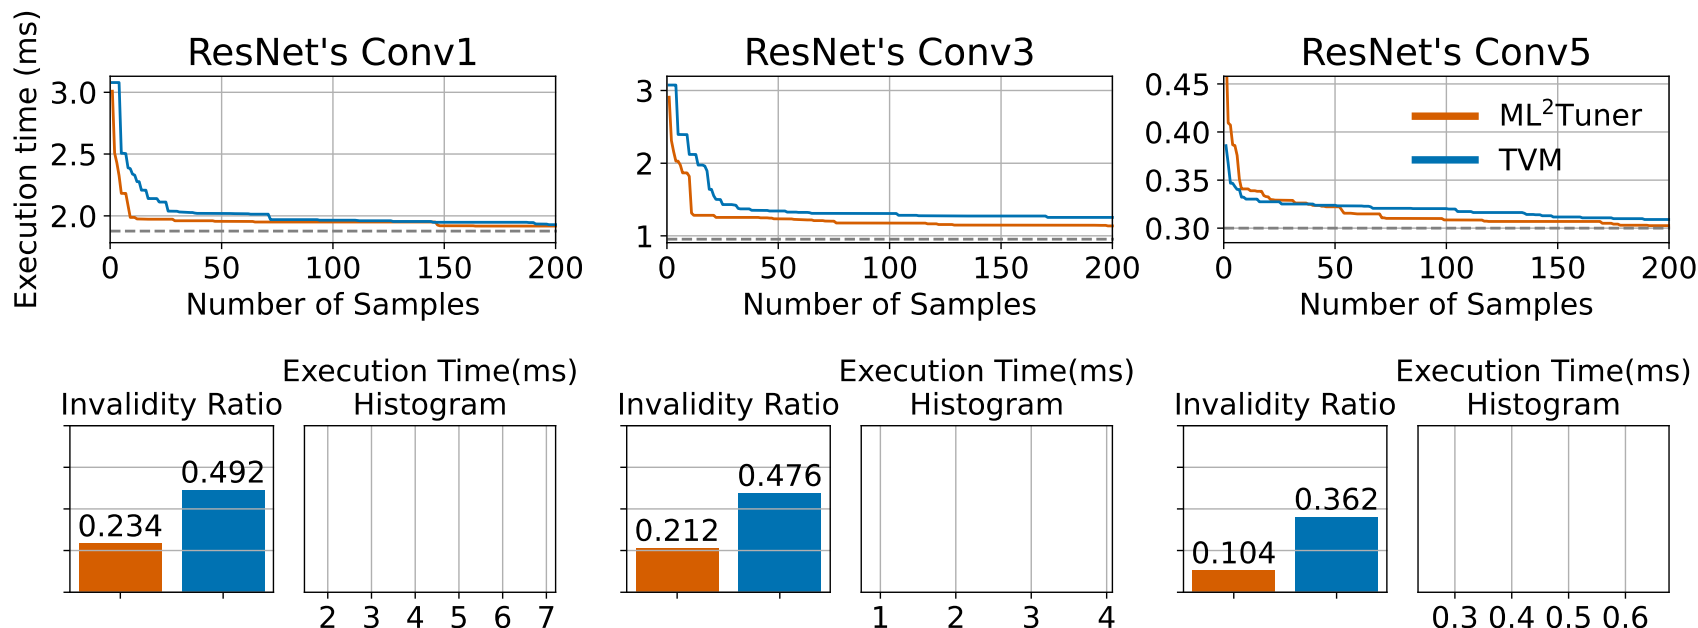 ResNet's Conv1
ResNet's Conv3
ResNet's Conv5
Execution time (ms)
3.0
2.5
2.0
0 50 100 150 200
Number of Samples
3
2
1
0 50 100 150 200
Number of Samples
0.45
0.40
0.35
0.30
ML²Tuner
TVM
0 50 100 150 200
Number of Samples
Invalidity Ratio
0.234
0.492
Execution Time(ms)
Histogram
2 3 4 5 6 7
Invalidity Ratio
0.212
0.476
Execution Time(ms)
Histogram
1 2 3 4
Invalidity Ratio
0.104
0.362
Execution Time(ms)
Histogram
0.3 0.4 0.5 0.6